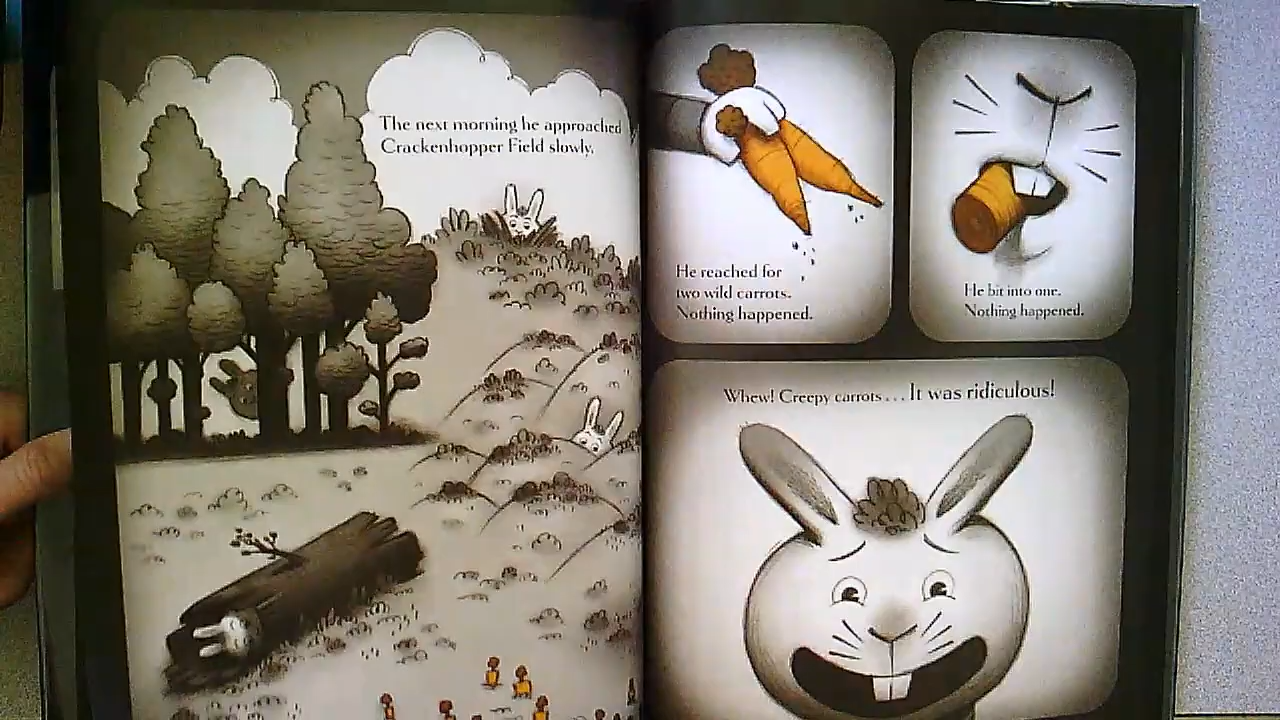 The next morning he approached
Crackenhopper Field slowly.
He reached for
two wild carrots.
Nothing happened.
He bit into one.
Nothing happened.
Whew! Creepy carrots . . . It was ridiculous!